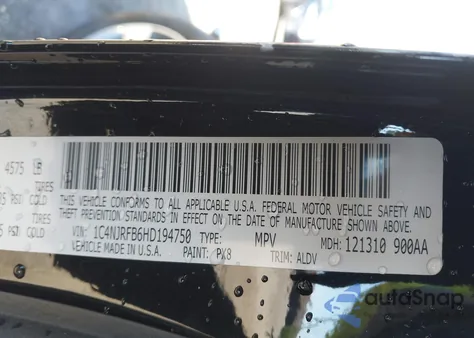 4575 LB
TIRES
PSI COLD
THIS VEHICLE CONFORMS TO ALL APPLICABLE U.S.A. FEDERAL MOTOR VEHICLE SAFETY AND
THEFT PREVENTION STANDARDS IN EFFECT ON THE DATE OF MANUFACTURE SHOWN ABOVE.
TIRES
PSI COLD
VIN: 1C4NJRFB6HD194750 TYPE: MPV MDH: 121310 900AA
MADE IN U.S.A. PAINT: PX8 TRIM: ALDV
autoSnap